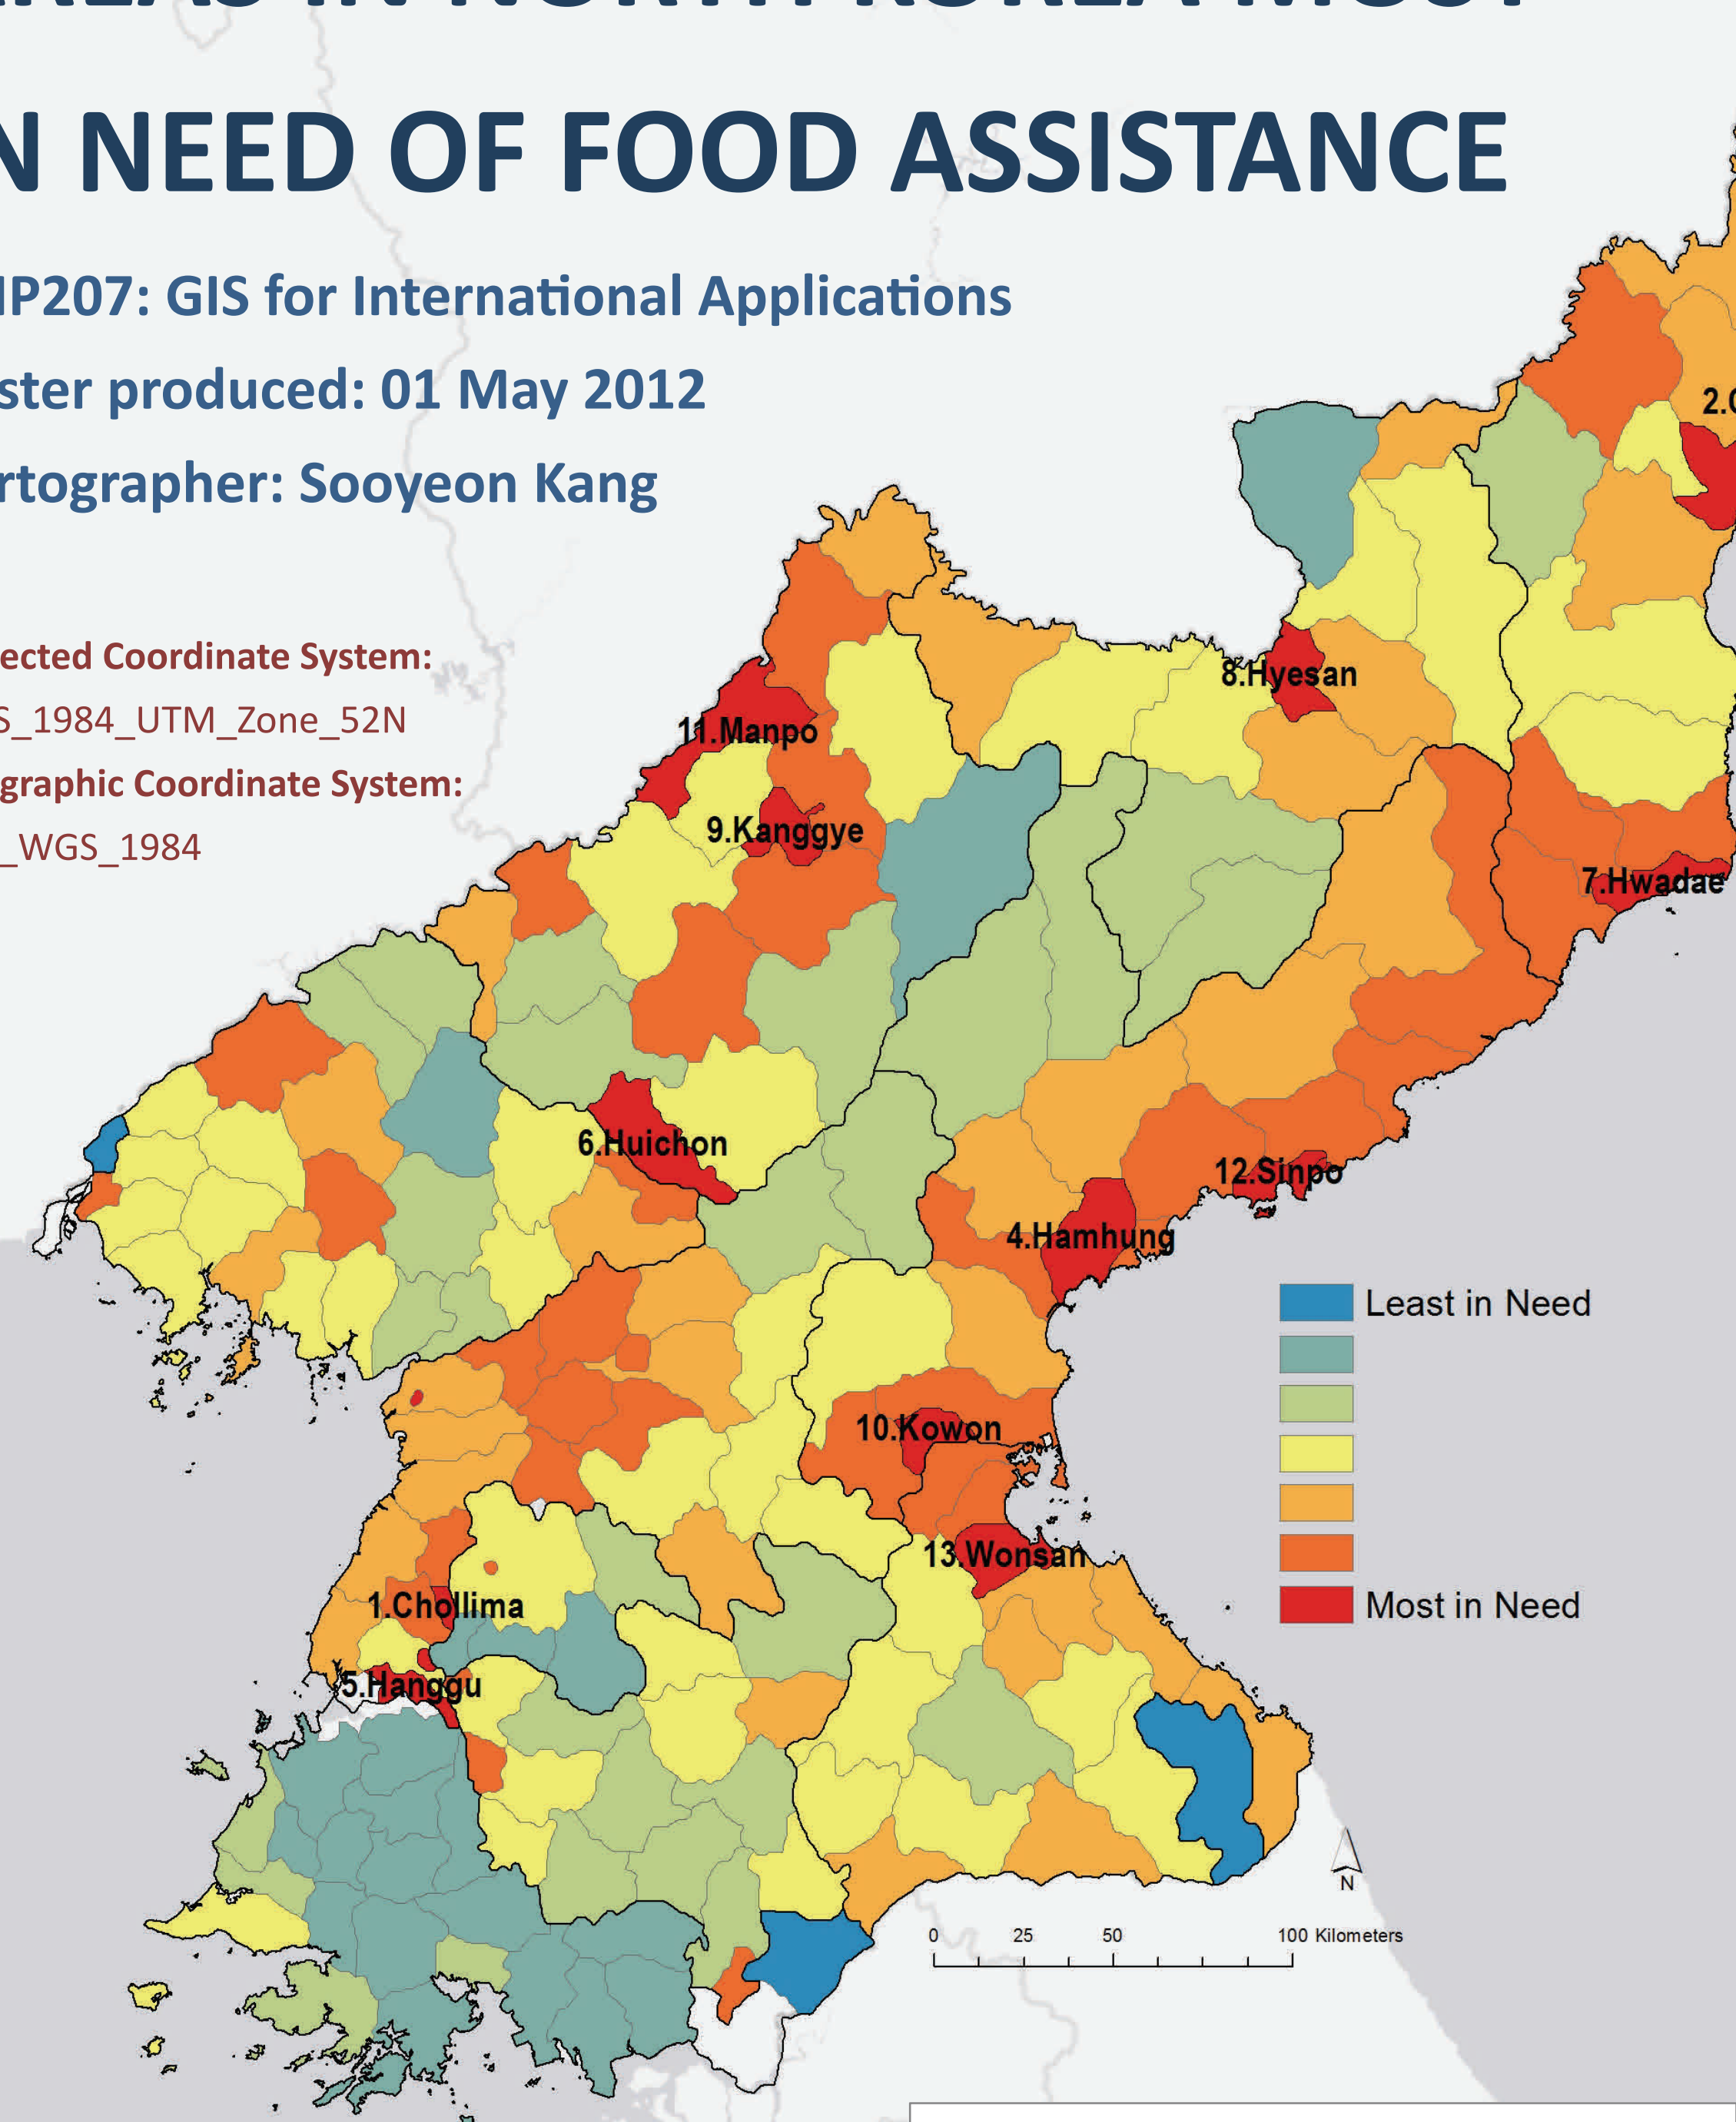 N NEED OF FOOD ASSISTANCE
IP207: GIS for International Applications
ster produced: 01 May 2012
rtographer: Sooyeon Kang
ected Coordinate System:
S_1984_UTM_Zone_52N
graphic Coordinate System:
_WGS_1984
2.
8.Hyesan
11.Manpo
9.Kanggye
7.Hwadae
6.Huichon
12.Sinpo
4.Hamhung
Least in Need
10.Kowon
13.Wonsan
1.Chollima
Most in Need
5.Hanggu
N
0 25 50 100 Kilometers